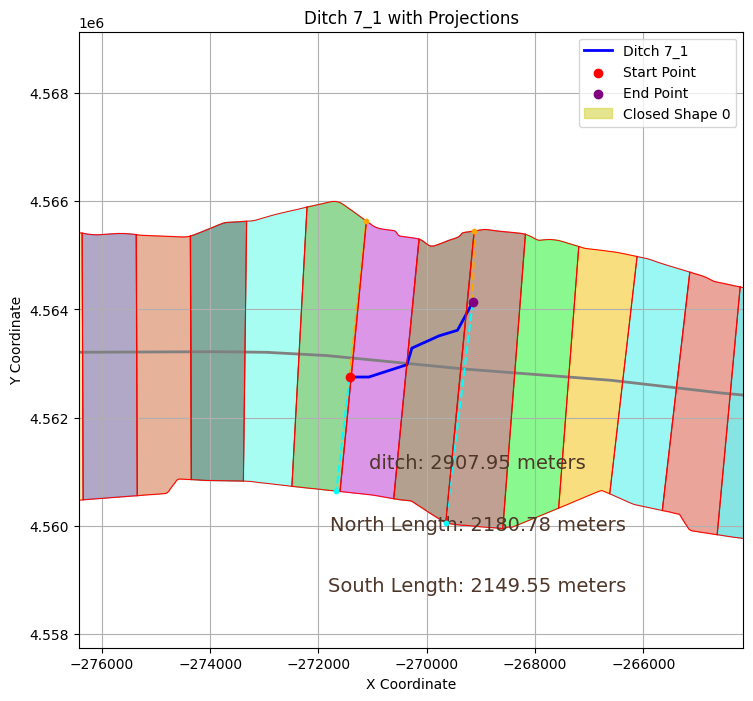 Ditch 7_1 with Projections
1e6
Ditch 7_1
Start Point
End Point
Closed Shape 0
4.568
4.566
4.564
4.562
4.560
4.558
Y Coordinate
ditch: 2907.95 meters
North Length: 2180.78 meters
South Length: 2149.55 meters
−276000 −274000 −272000 −270000 −268000 −266000
X Coordinate